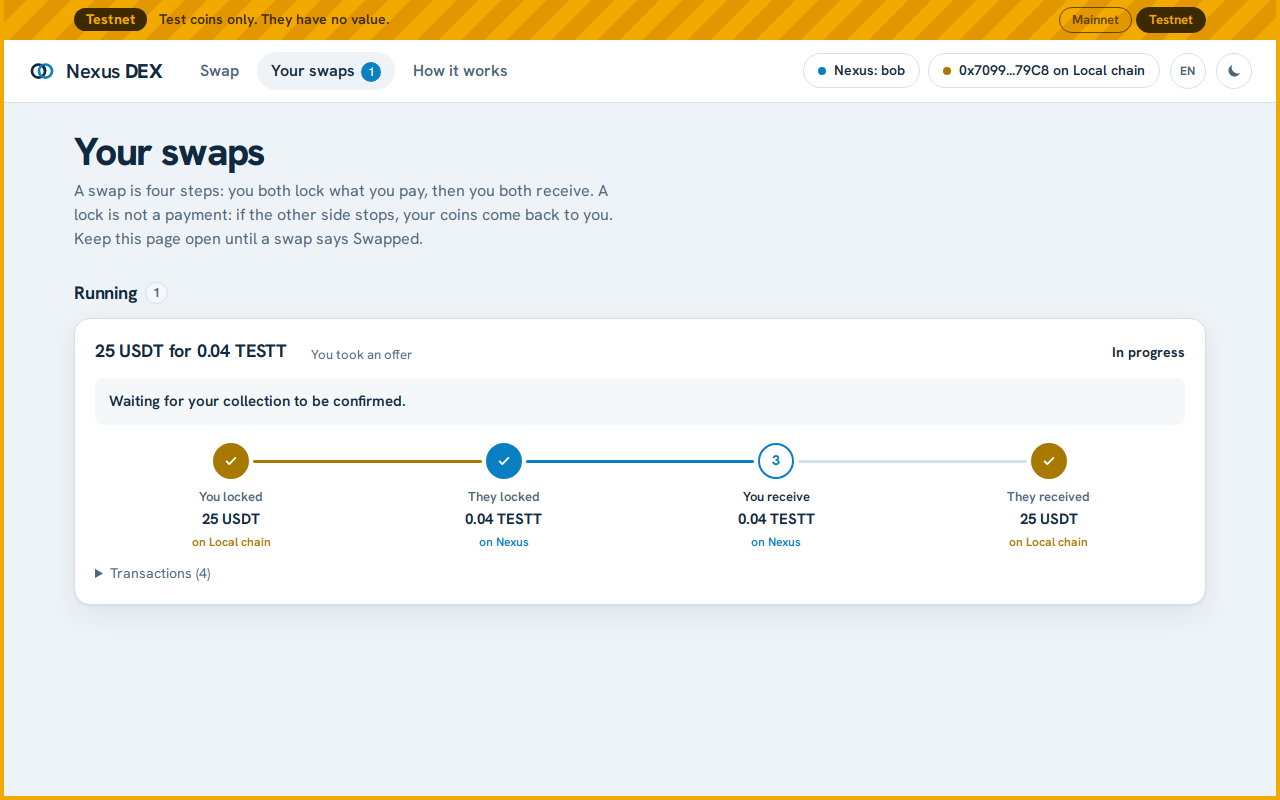 Testnet Test coins only. They have no value. Mainnet Testnet
Nexus DEX Swap Your swaps 1 How it works Nexus: bob 0x7099…79C8 on Local chain EN
Your swaps
A swap is four steps: you both lock what you pay, then you both receive. A
lock is not a payment: if the other side stops, your coins come back to you.
Keep this page open until a swap says Swapped.
Running 1
25 USDT for 0.04 TESTT You took an offer In progress
Waiting for your collection to be confirmed.
3
You locked They locked You receive They received
25 USDT 0.04 TESTT 0.04 TESTT 25 USDT
on Local chain on Nexus on Nexus on Local chain
Transactions (4)